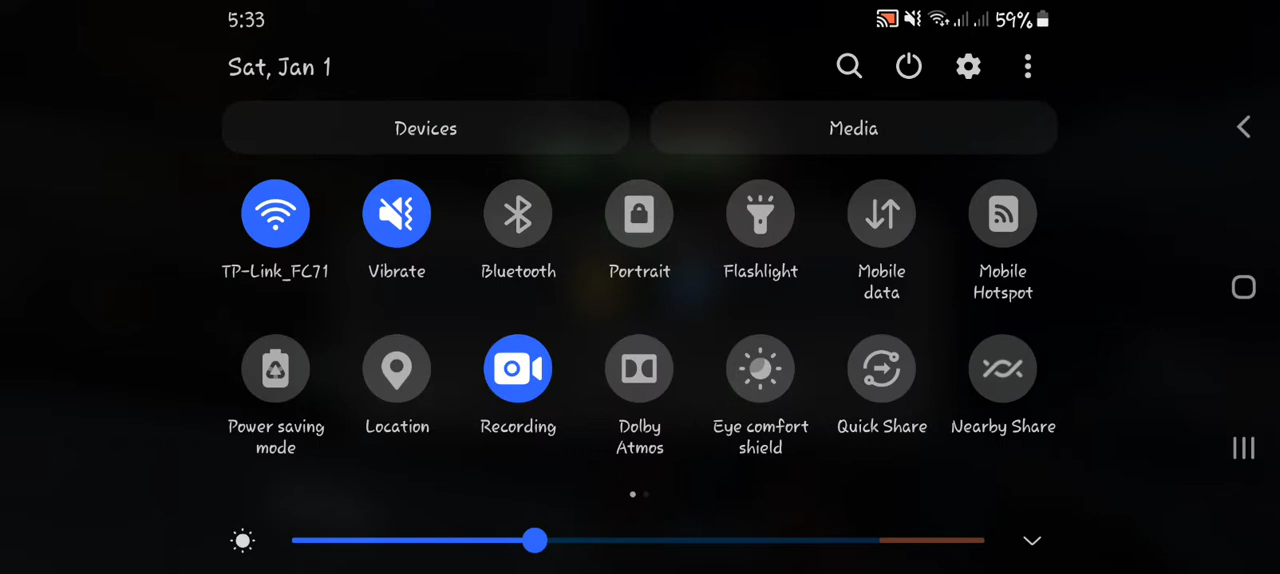 5:33
59%
Sat, Jan 1
Devices
Media
TP-Link_FC71
Vibrate
Bluetooth
Portrait
Flashlight
Mobile
data
Mobile
Hotspot
Power saving
mode
Location
Recording
Dolby
Atmos
Eye comfort
shield
Quick Share
Nearby Share